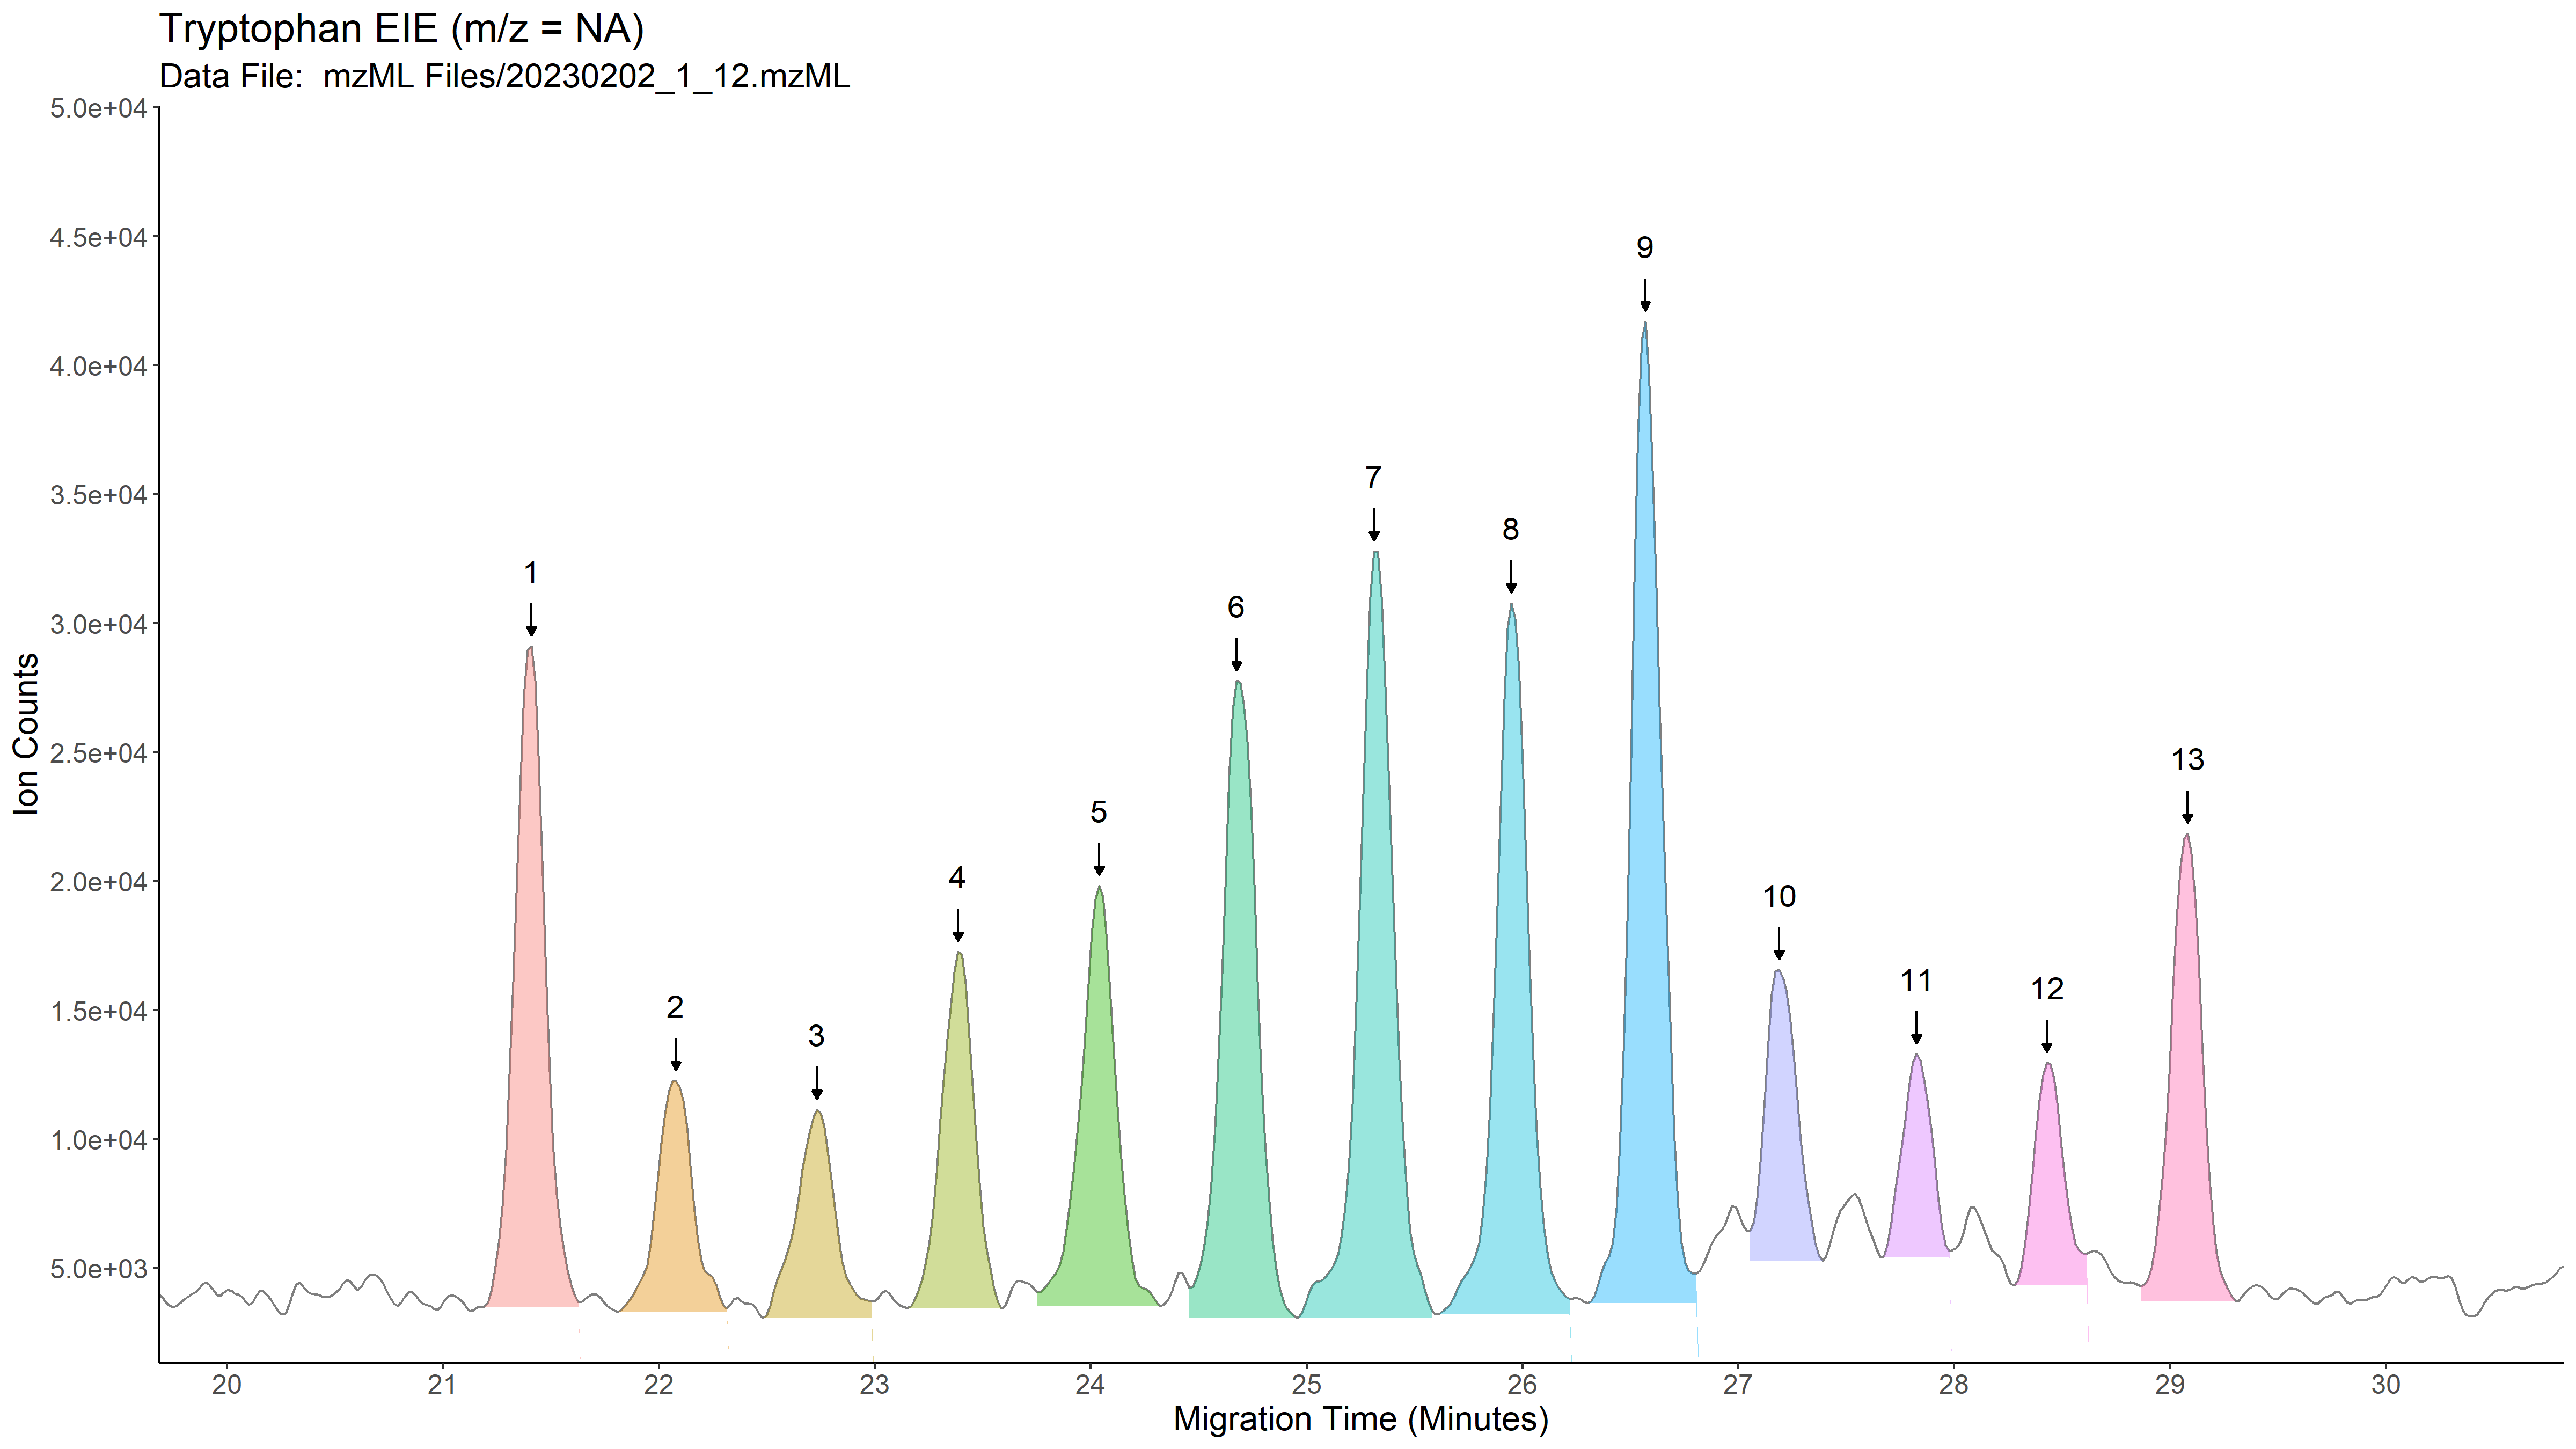 Tryptophan EIE (m/z = NA)
Data File:  mzML Files/20230202_1_12.mzML
5.0e+04
4.5e+04
4.0e+04
3.5e+04
3.0e+04
2.5e+04
2.0e+04
1.5e+04
1.0e+04
5.0e+03
Ion Counts
1
2
3
4
5
6
7
8
9
10
11
12
13
20 21 22 23 24 25 26 27 28 29 30
Migration Time (Minutes)